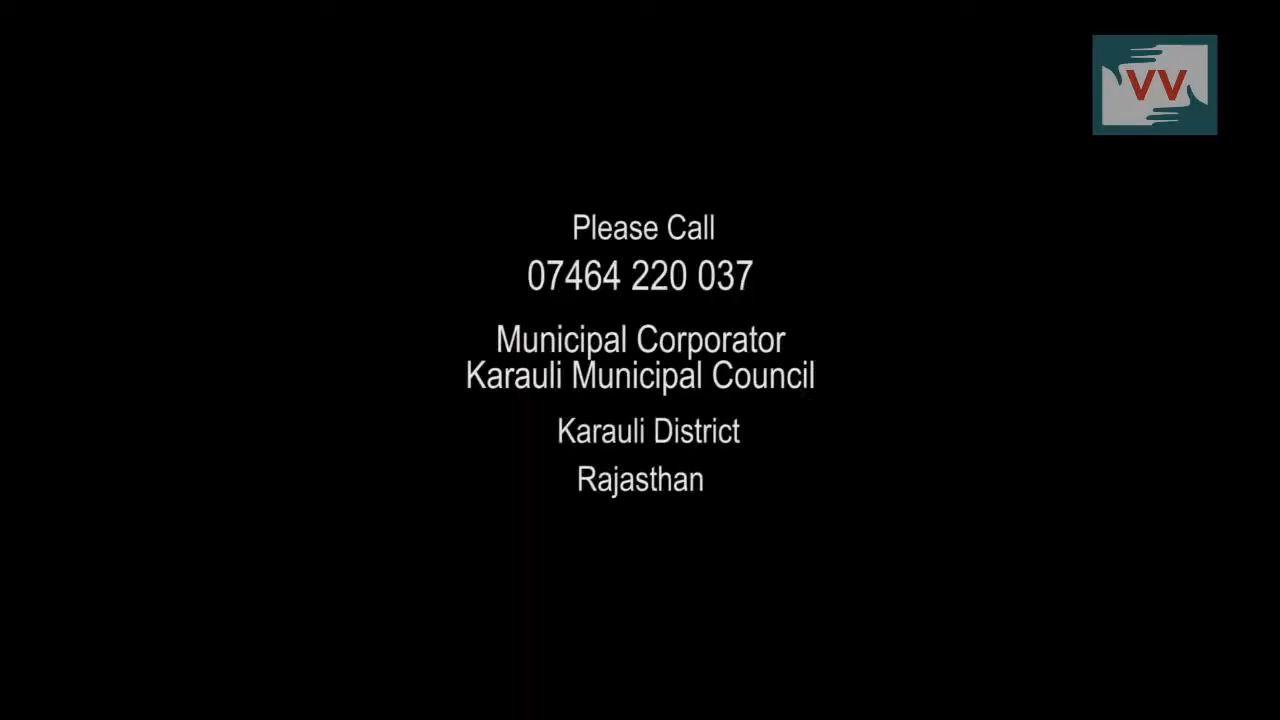 VV
Please Call
07464 220 037
Municipal Corporator
Karauli Municipal Council
Karauli District
Rajasthan